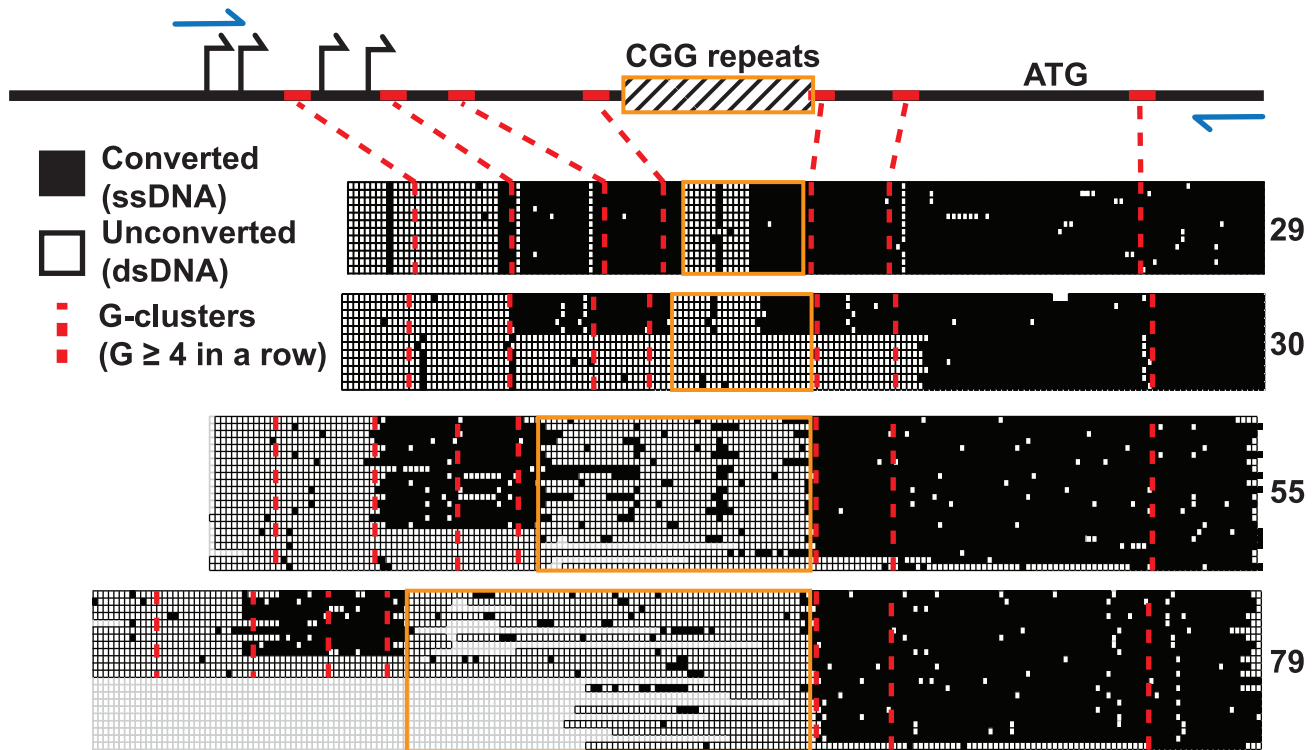 CGG repeats
ATG
Converted
(ssDNA)
Unconverted
(dsDNA)
G-clusters
(G ≥ 4 in a row)
29
30
55
79